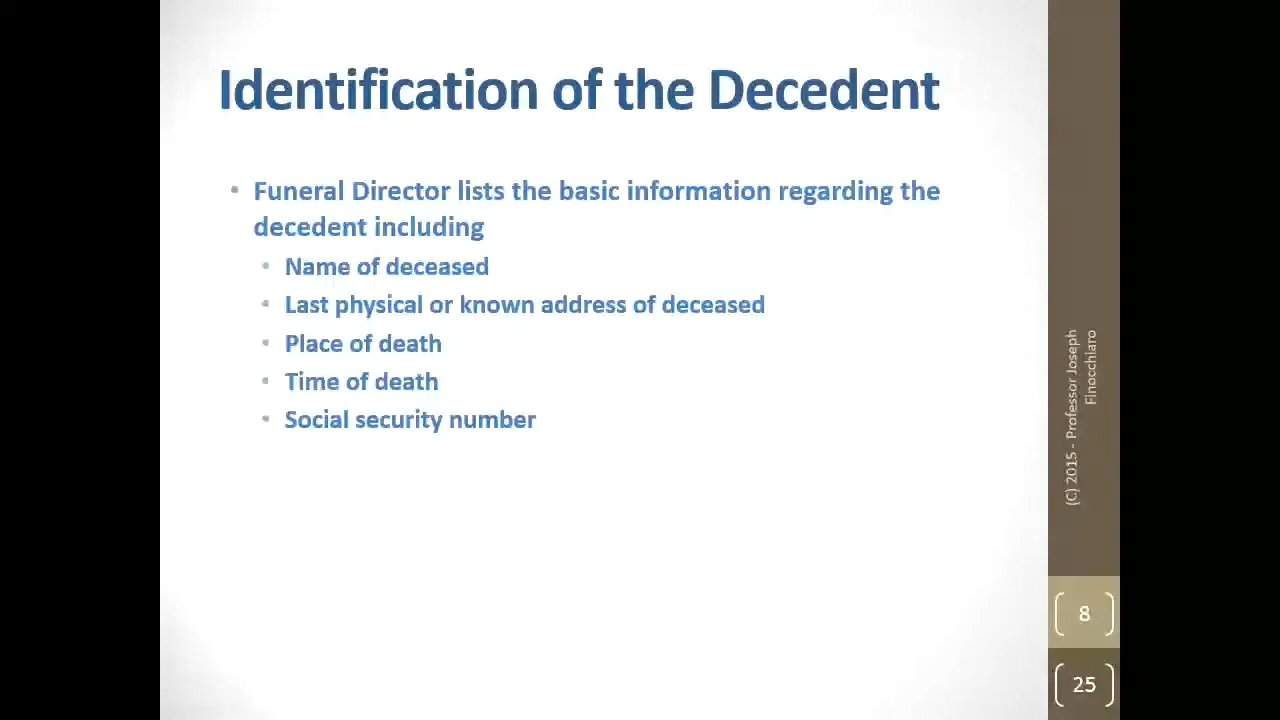 Identification of the Decedent
• Funeral Director lists the basic information regarding the
decedent including
• Name of deceased
• Last physical or known address of deceased
• Place of death
• Time of death
• Social security number
(C) 2015 - Professor Joseph
Finocchiaro
8
25